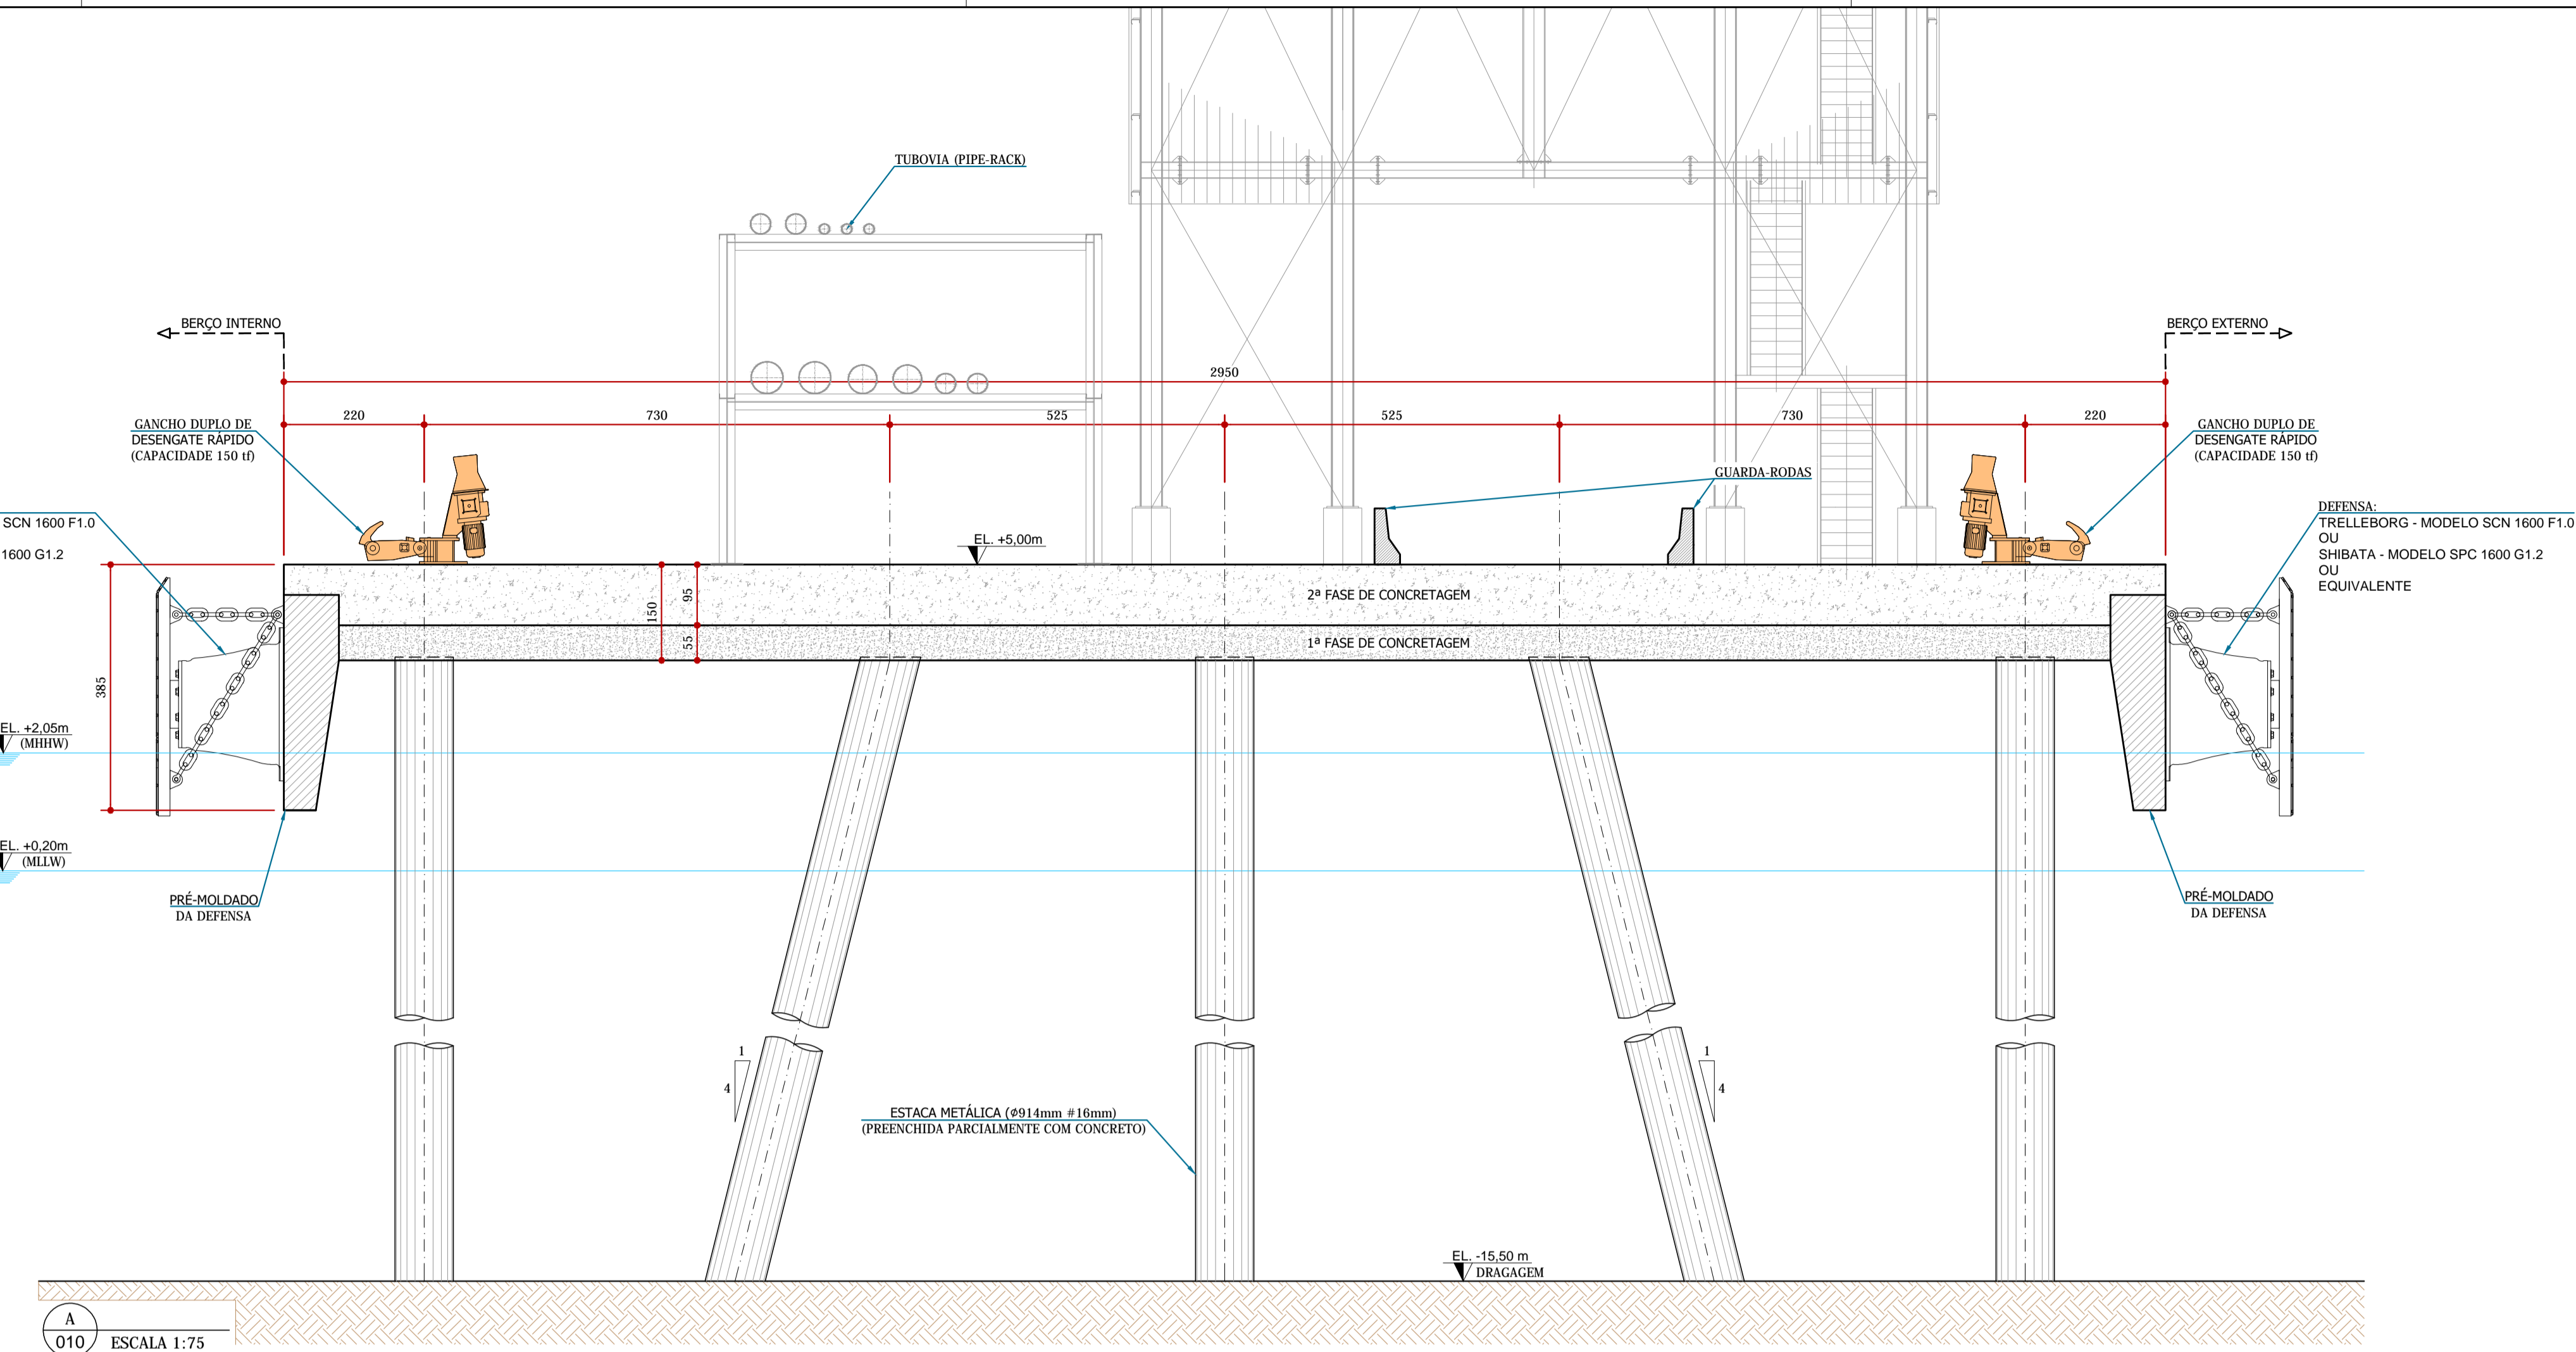 TUBOVIA (PIPE-RACK)
BERÇO INTERNO
BERÇO EXTERNO
2950
220
730
525
525
730
220
GANCHO DUPLO DE
DESENGATE RÁPIDO
(CAPACIDADE 150 tf)
GANCHO DUPLO DE
DESENGATE RÁPIDO
(CAPACIDADE 150 tf)
GUARDA-RODAS
SCN 1600 F1.0
1600 G1.2
DEFENSA:
TRELLEBORG - MODELO SCN 1600 F1.0
OU
SHIBATA - MODELO SPC 1600 G1.2
OU
EQUIVALENTE
EL. +5,00m
150
95
55
2ª FASE DE CONCRETAGEM
1ª FASE DE CONCRETAGEM
385
EL. +2,05m
(MHHW)
EL. +0,20m
(MLLW)
PRÉ-MOLDADO
DA DEFENSA
PRÉ-MOLDADO
DA DEFENSA
1
4
1
4
ESTACA METÁLICA (Ø914mm #16mm)
(PREENCHIDA PARCIALMENTE COM CONCRETO)
EL. -15,50 m
DRAGAGEM
A
010
ESCALA 1:75